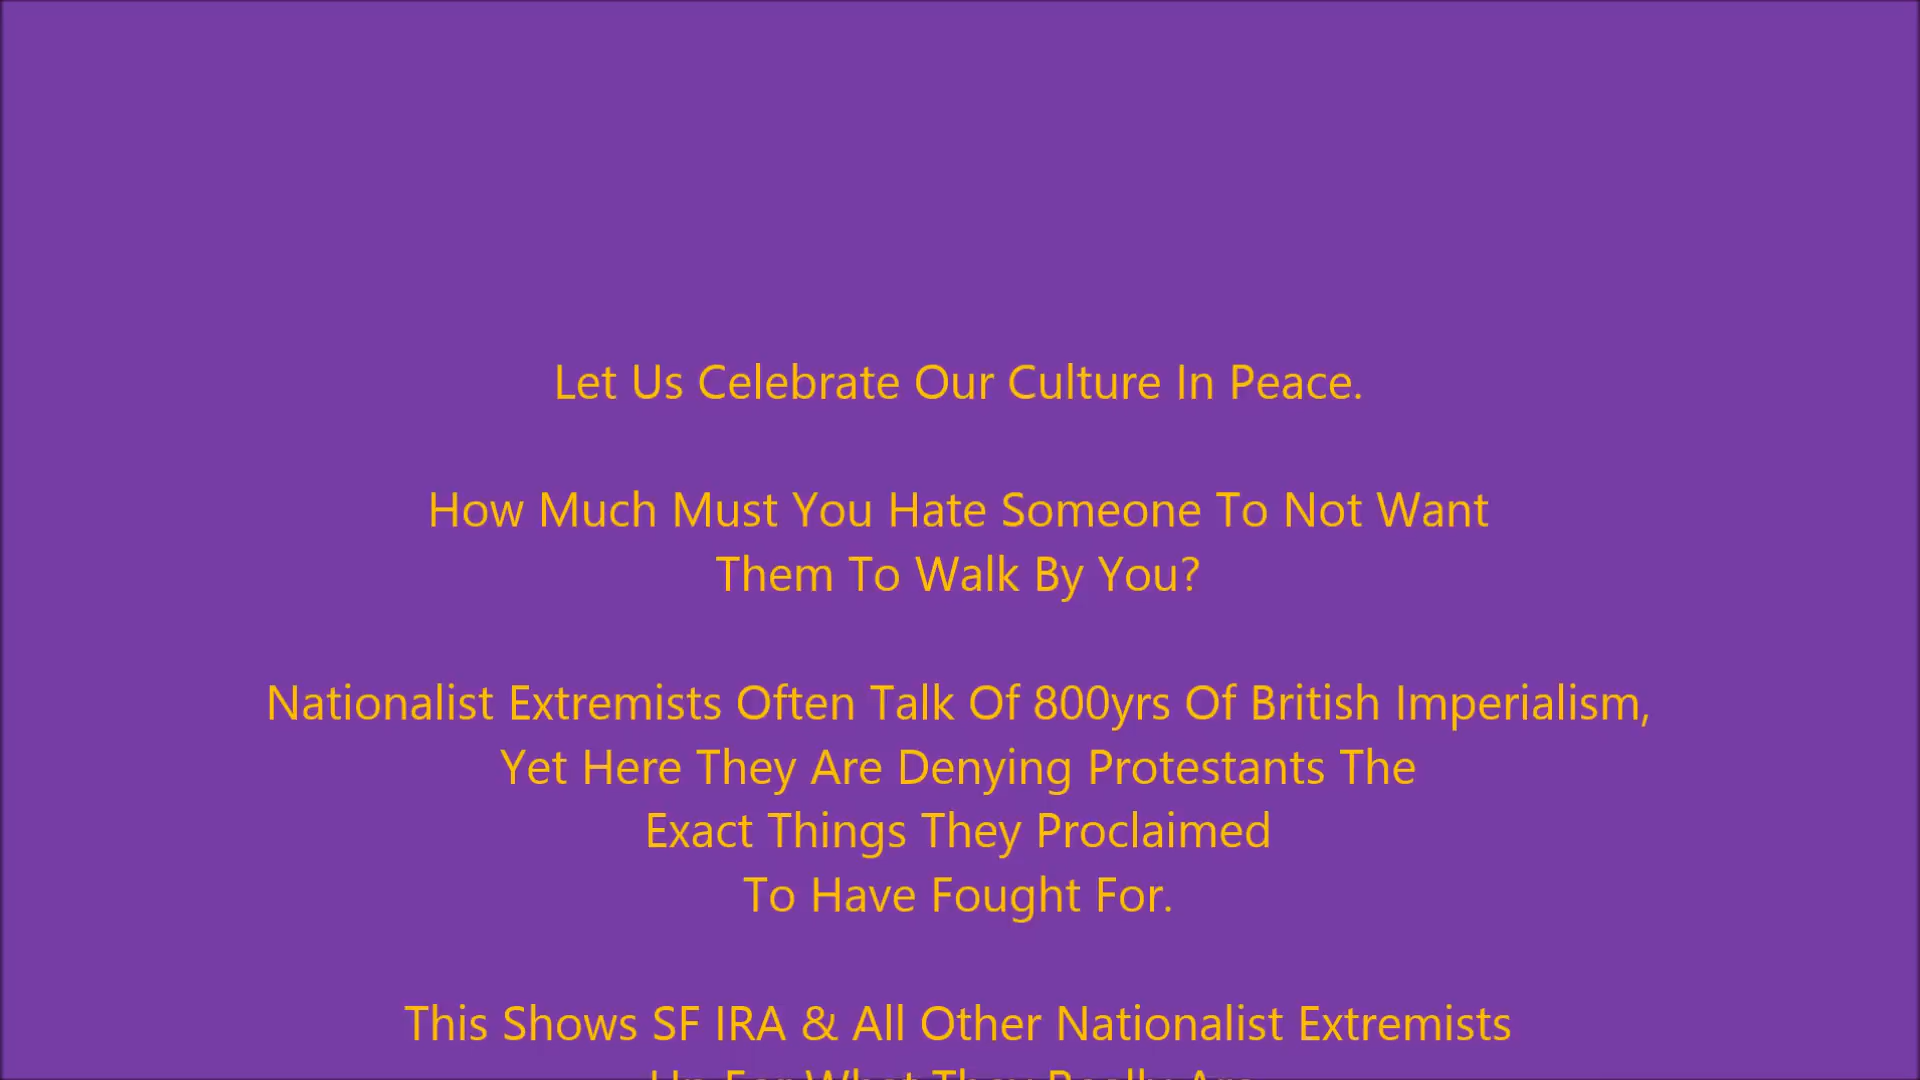 Let Us Celebrate Our Culture In Peace.
How Much Must You Hate Someone To Not Want
Them To Walk By You?
Nationalist Extremists Often Talk Of 800yrs Of British Imperialism,
Yet Here They Are Denying Protestants The
Exact Things They Proclaimed
To Have Fought For.
This Shows SF IRA & All Other Nationalist Extremists
Up For What They Really Are